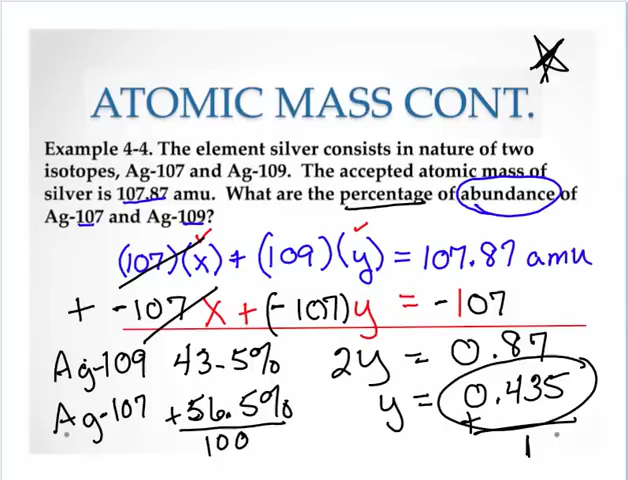 ATOMIC MASS CONT.
Example 4-4. The element silver consists in nature of two
isotopes, Ag-107 and Ag-109. The accepted atomic mass of
silver is 107.87 amu. What are the percentage of abundance of
Ag-107 and Ag-109?
(107)(x) + (109)(y) = 107.87 amu
+ -107 x + (-107) y = -107
Ag-109 43.5% 2y = 0.87
Ag-107 +56.5% y = 0.435
+
100 1